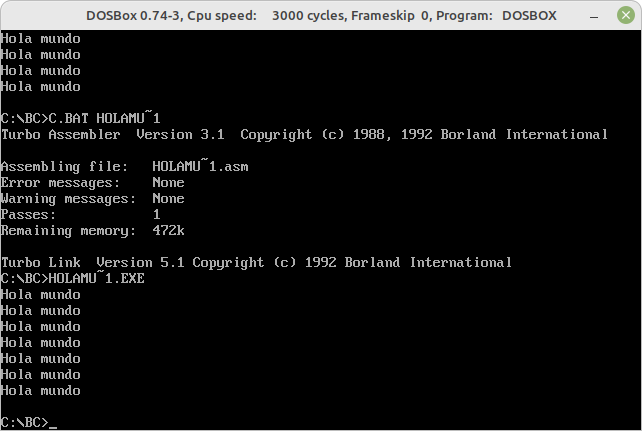 DOSBox 0.74-3, Cpu speed:    3000 cycles, Frameskip  0, Program:   DOSBOX
Hola mundo
Hola mundo
Hola mundo
Hola mundo
C:\BC>C.BAT HOLAMU~1
Turbo Assembler  Version 3.1  Copyright (c) 1988, 1992 Borland International
Assembling file:   HOLAMU~1.asm
Error messages:    None
Warning messages:  None
Passes:            1
Remaining memory:  472k
Turbo Link  Version 5.1 Copyright (c) 1992 Borland International
C:\BC>HOLAMU~1.EXE
Hola mundo
Hola mundo
Hola mundo
Hola mundo
Hola mundo
Hola mundo
Hola mundo
C:\BC>_